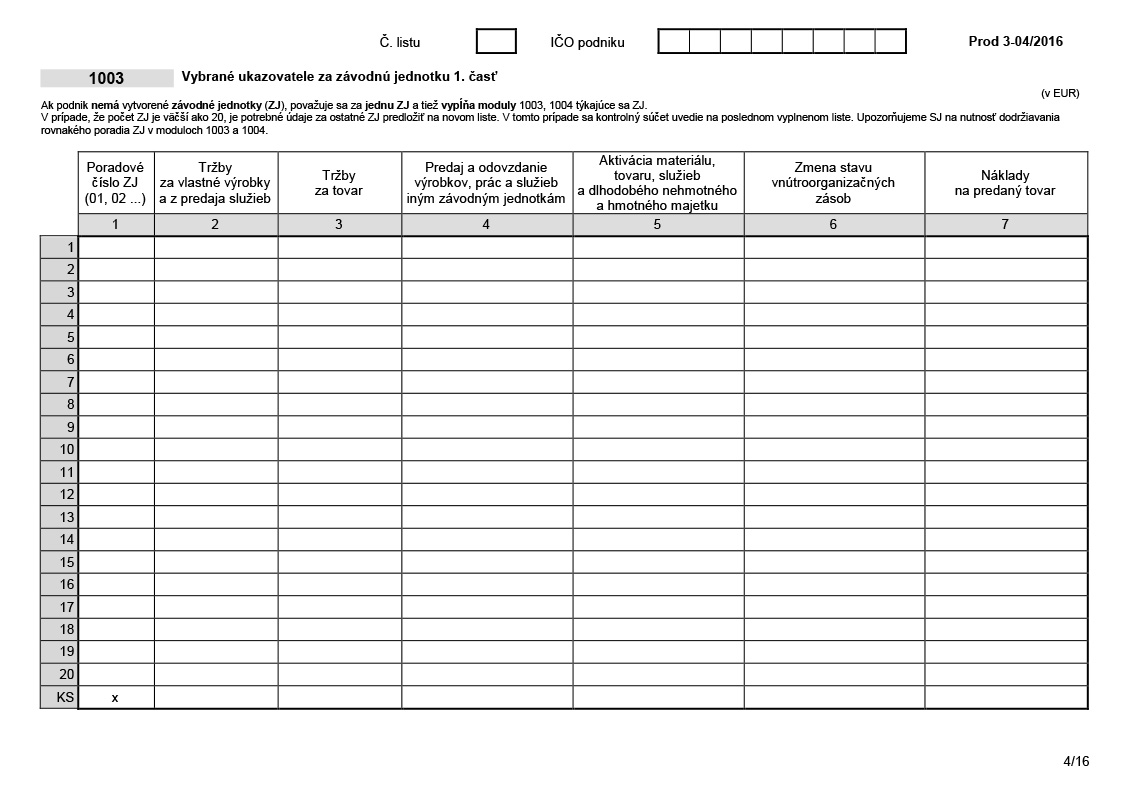 Č. listu IČO podniku Prod 3-04/2016
1003 Vybrané ukazovatele za závodnú jednotku 1. časť
(v EUR)
Ak podnik nemá vytvorené závodné jednotky (ZJ), považuje sa za jednu ZJ a tiež vypĺňa moduly 1003, 1004 týkajúce sa ZJ.
V prípade, že počet ZJ je väčší ako 20, je potrebné údaje za ostatné ZJ predložiť na novom liste. V tomto prípade sa kontrolný súčet uvedie na poslednom vyplnenom liste. Upozorňujeme SJ na nutnosť dodržiavania
rovnakého poradia ZJ v moduloch 1003 a 1004.
Poradové
číslo ZJ
(01, 02 ...)
Tržby
za vlastné výrobky
a z predaja služieb
Tržby
za tovar
Predaj a odovzdanie
výrobkov, prác a služieb
iným závodným jednotkám
Aktivácia materiálu,
tovaru, služieb
a dlhodobého nehmotného
a hmotného majetku
Zmena stavu
vnútroorganizačných
zásob
Náklady
na predaný tovar
1 2 3 4 5 6 7
1
2
3
4
5
6
7
8
9
10
11
12
13
14
15
16
17
18
19
20
KS x
4/16